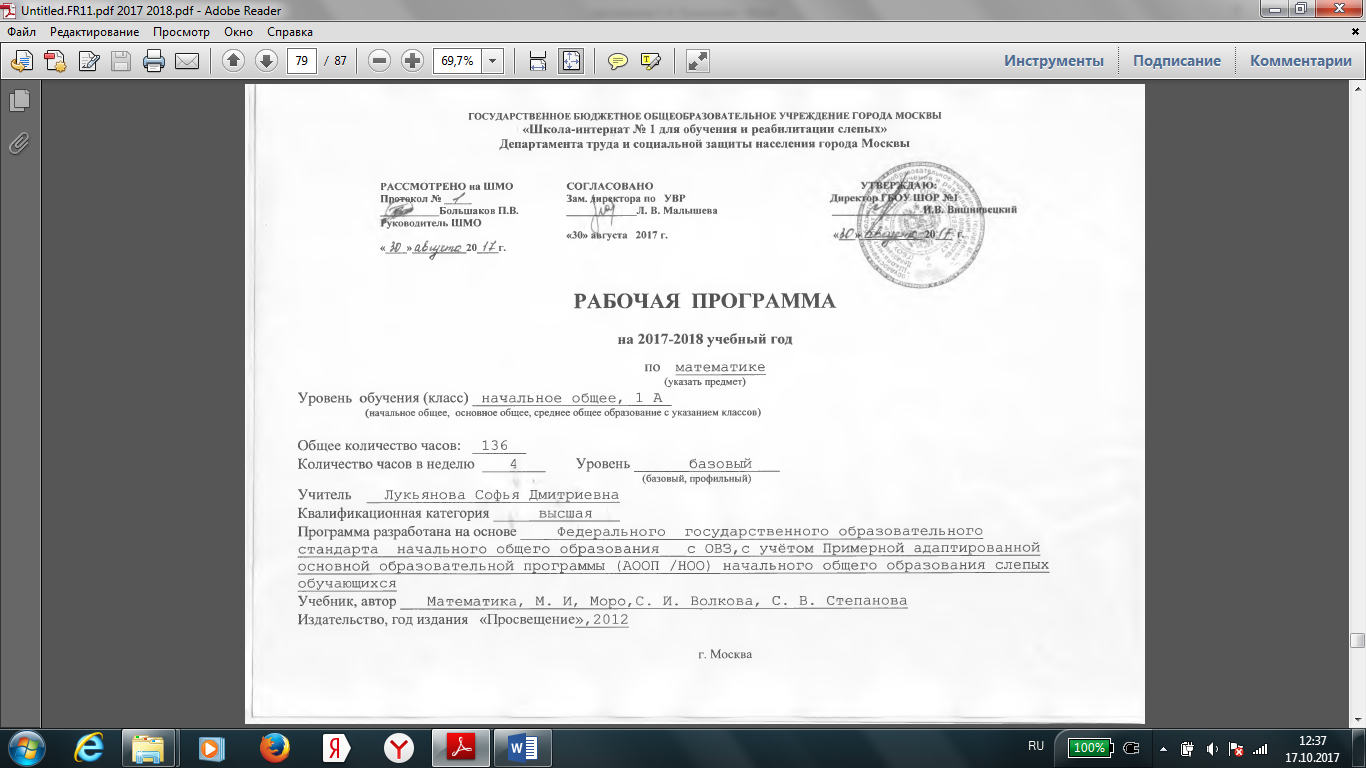 Untitled.FR11.pdf 2017 2018.pdf - Adobe Reader
Файл Редактирование Просмотр Окно Справка
79 / 87 69,7% Инструменты Подписание Комментарии
ГОСУДАРСТВЕННОЕ БЮДЖЕТНОЕ ОБЩЕОБРАЗОВАТЕЛЬНОЕ УЧРЕЖДЕНИЕ ГОРОДА МОСКВЫ
«Школа-интернат № 1 для обучения и реабилитации слепых»
Департамента труда и социальной защиты населения города Москвы
РАССМОТРЕНО на ШМО СОГЛАСОВАНО УТВЕРЖДАЮ:
Протокол № 1 Зам. директора по УВР Директор ГБОУ ШОР №1
Большаков П.В. Л. В. Малышева И.В. Вишнивецкий
Руководитель ШМО
«30» августа 2017 г. «30» августа 2017 г. «30» августа 2017 г.
РАБОЧАЯ ПРОГРАММА
на 2017-2018 учебный год
по математике
(указать предмет)
Уровень обучения (класс) начальное общее, 1 А
(начальное общее, основное общее, среднее общее образование с указанием классов)
Общее количество часов: 136
Количество часов в неделю 4 Уровень базовый
(базовый, профильный)
Учитель Лукьянова Софья Дмитриевна
Квалификационная категория высшая
Программа разработана на основе Федерального государственного образовательного
стандарта начального общего образования с ОВЗ,с учётом Примерной адаптированной
основной образовательной программы (АООП /НОО) начального общего образования слепых
обучающихся
Учебник, автор Математика, М. И, Моро,С. И. Волкова, С. В. Степанова
Издательство, год издания «Просвещение»,2012
г. Москва
RU 100% 12:37
17.10.2017